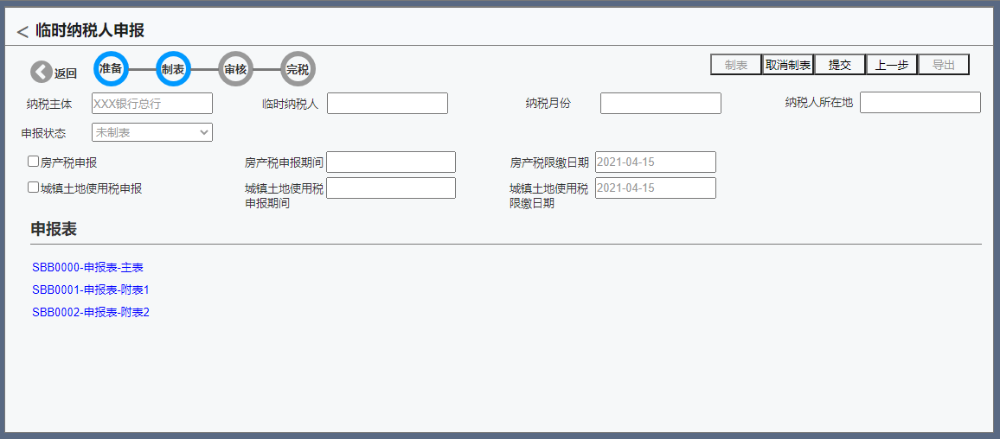 < 临时纳税人申报
返回 准备 制表 审核 完税 制表 取消制表 提交 上一步 导出
纳税主体 XXX银行总行 临时纳税人 纳税月份 纳税人所在地
申报状态 未制表
房产税申报 房产税申报期间 房产税限缴日期 2021-04-15
城镇土地使用税申报 城镇土地使用税 城镇土地使用税 2021-04-15
申报期间 限缴日期
申报表
SBB0000-申报表-主表
SBB0001-申报表-附表1
SBB0002-申报表-附表2